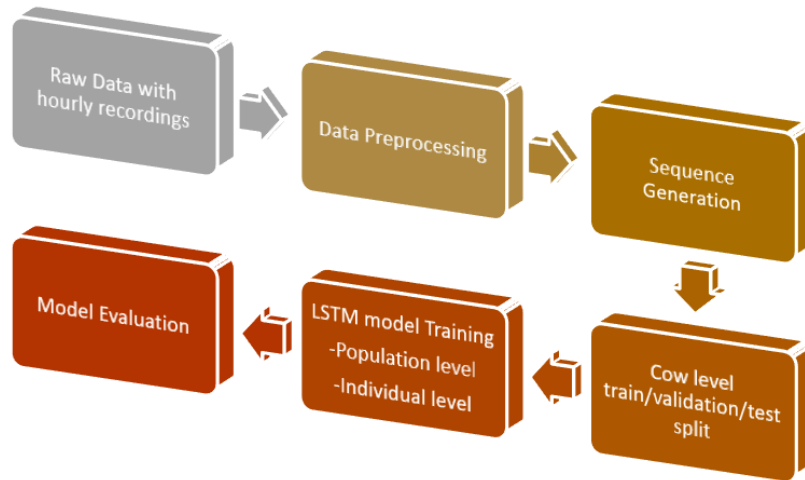 Raw Data with
hourly recordings
Data Preprocessing
Sequence
Generation
Cow level
train/validation/test
split
LSTM model Training
-Population level
-Individual level
Model Evaluation